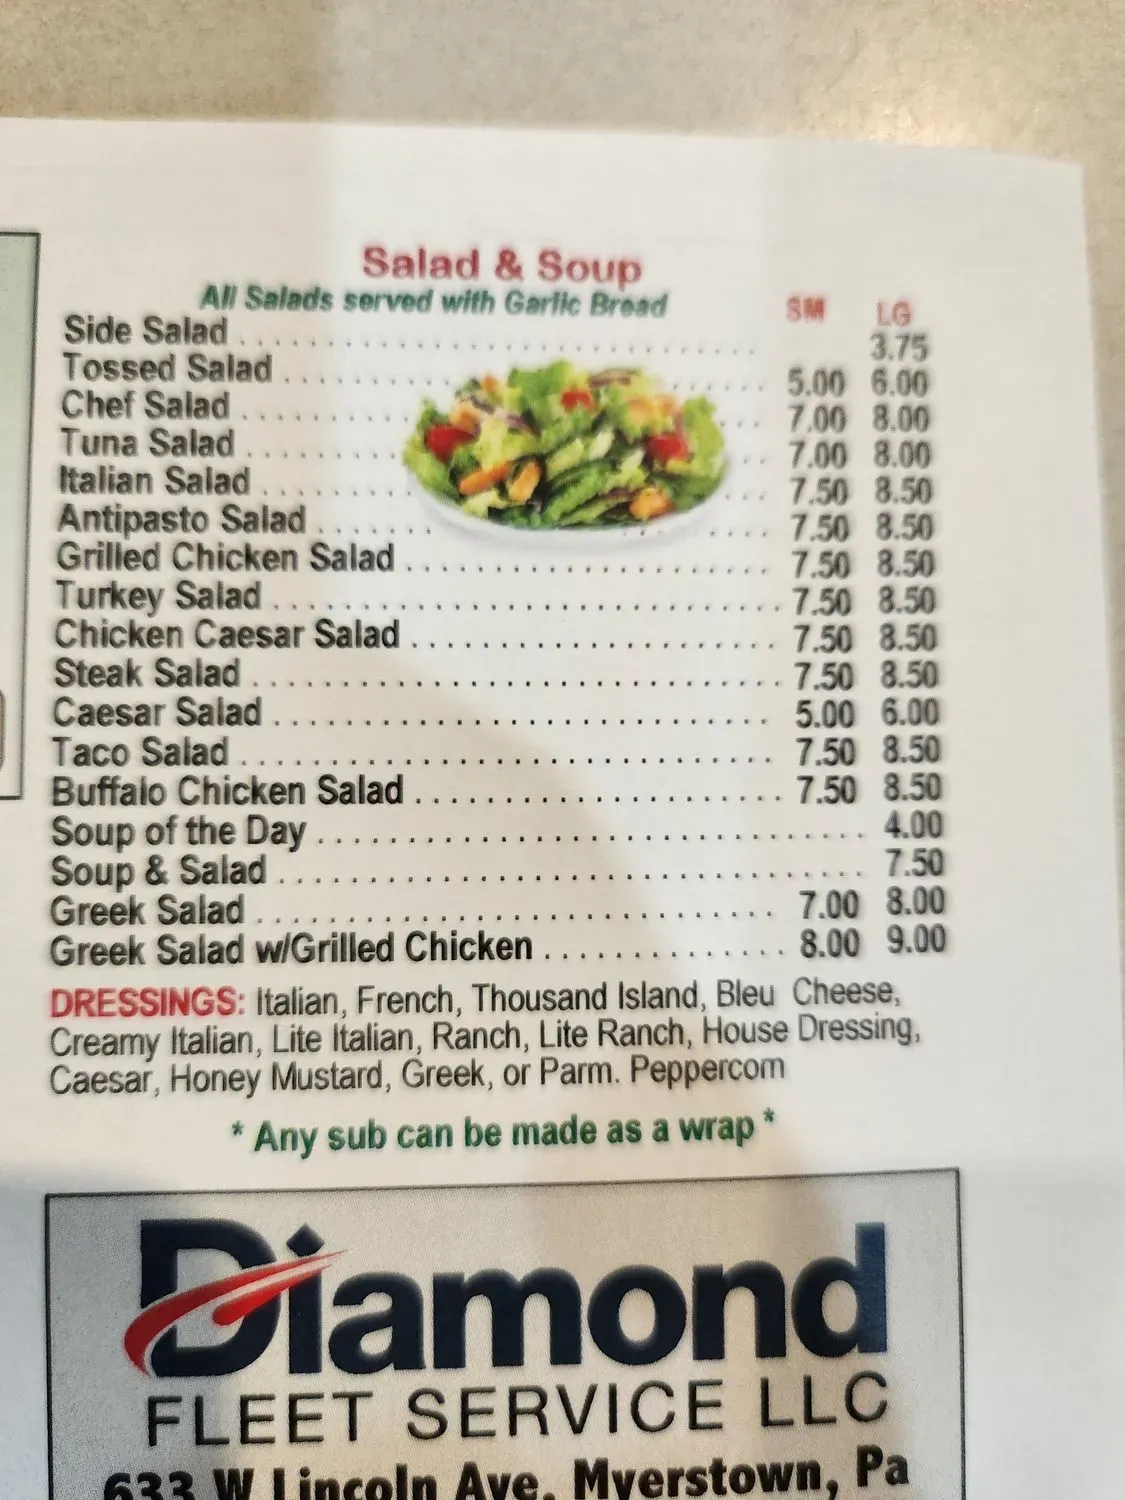 Salad & Soup
All Salads served with Garlic Bread SM LG
Side Salad 3.75
Tossed Salad 5.00 6.00
Chef Salad 7.00 8.00
Tuna Salad 7.00 8.00
Italian Salad 7.50 8.50
Antipasto Salad 7.50 8.50
Grilled Chicken Salad 7.50 8.50
Turkey Salad 7.50 8.50
Chicken Caesar Salad 7.50 8.50
Steak Salad 7.50 8.50
Caesar Salad 5.00 6.00
Taco Salad 7.50 8.50
Buffalo Chicken Salad 7.50 8.50
Soup of the Day 4.00
Soup & Salad 7.50
Greek Salad 7.00 8.00
Greek Salad w/Grilled Chicken 8.00 9.00
DRESSINGS: Italian, French, Thousand Island, Bleu Cheese,
Creamy Italian, Lite Italian, Ranch, Lite Ranch, House Dressing,
Caesar, Honey Mustard, Greek, or Parm. Peppercorn
* Any sub can be made as a wrap *
Diamond
FLEET SERVICE LLC
633 W Lincoln Ave. Myerstown, Pa